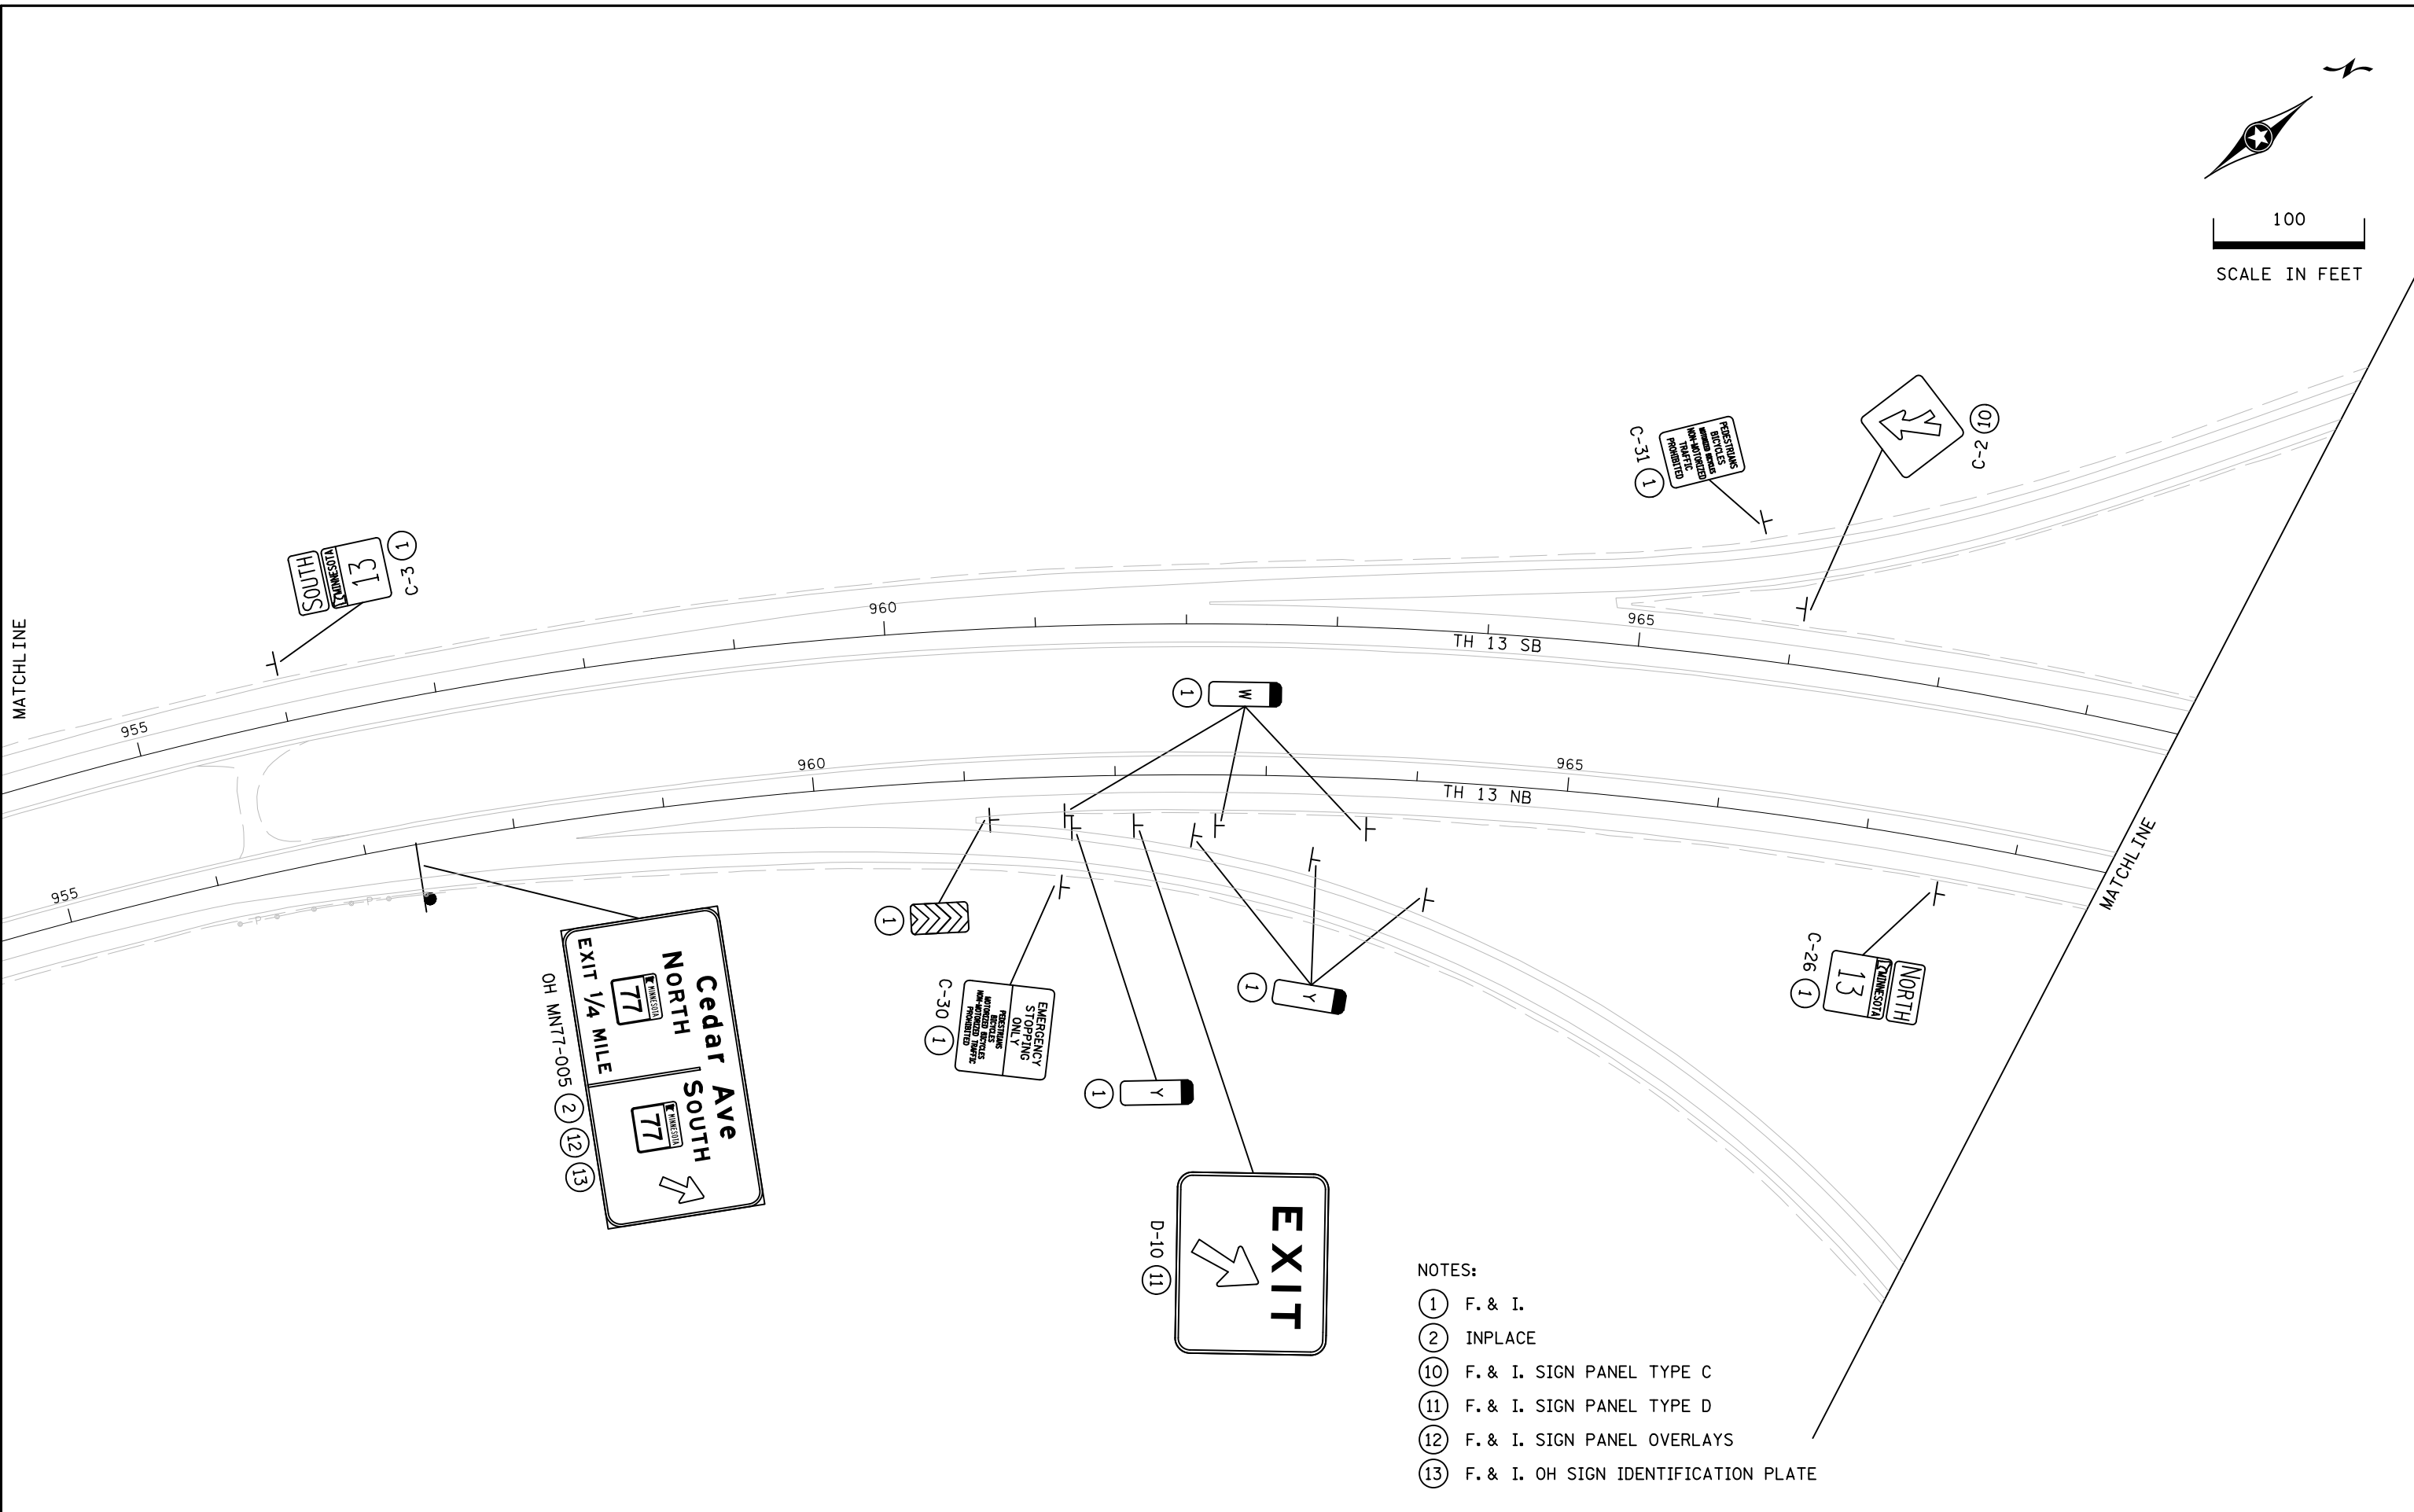 100
SCALE IN FEET
MATCHLINE
C-3 1
SOUTH
MINNESOTA
13
C-31 1
PEDESTRIANS
BICYCLES
MOTORIZED BICYCLES
NON-MOTORIZED
TRAFFIC
PROHIBITED
C-2 10
955
960
965
TH 13 SB
1
W
955
960
965
TH 13 NB
MATCHLINE
Cedar Ave
NORTH
MINNESOTA
77
EXIT 1/4 MILE
SOUTH
MINNESOTA
77
OH MN77-005 2 12 13
P P
1
EMERGENCY
STOPPING
ONLY
PEDESTRIANS
BICYCLES
MOTORIZED BICYCLES
NON-MOTORIZED TRAFFIC
PROHIBITED
C-30 1
1
Y
1
Y
EXIT
D-10 11
NORTH
MINNESOTA
13
C-26 1
NOTES:
1 F. & I.
2 INPLACE
10 F. & I. SIGN PANEL TYPE C
11 F. & I. SIGN PANEL TYPE D
12 F. & I. SIGN PANEL OVERLAYS
13 F. & I. OH SIGN IDENTIFICATION PLATE